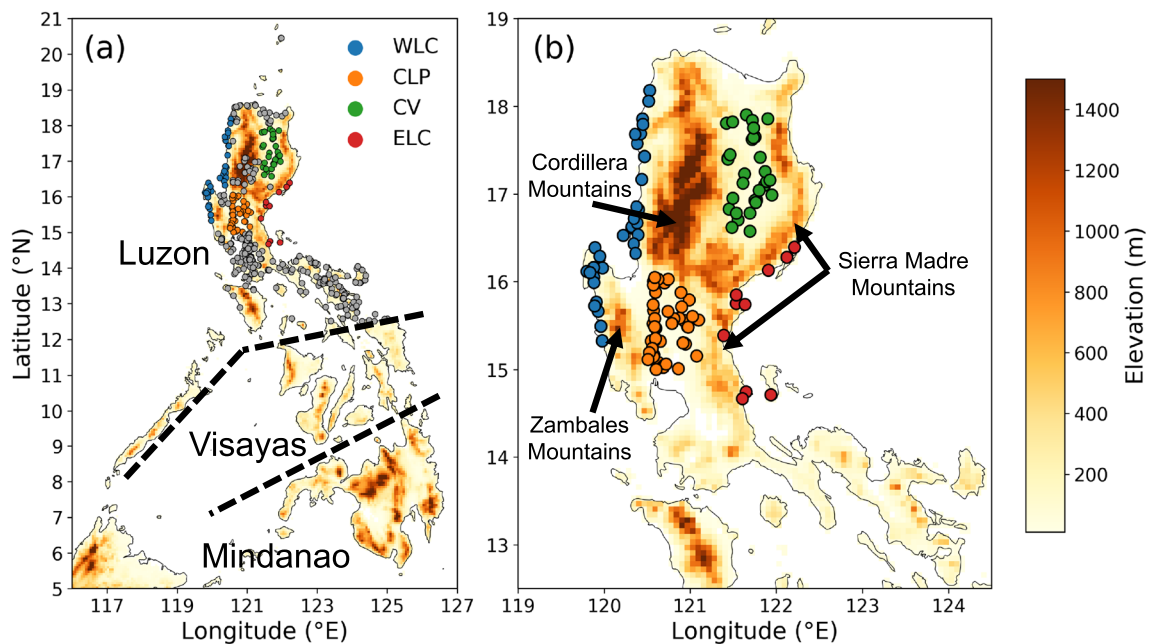 (a)
WLC
CLP
CV
ELC
Luzon
Visayas
Mindanao
21
20
19
18
17
16
15
14
13
12
11
10
9
8
7
6
5
Latitude (°N)
117
119
121
123
125
127
Longitude (°E)
(b)
Cordillera
Mountains
Sierra Madre
Mountains
Zambales
Mountains
19
18
17
16
15
14
13
119
120
121
122
123
124
Longitude (°E)
1400
1200
1000
800
600
400
200
Elevation (m)